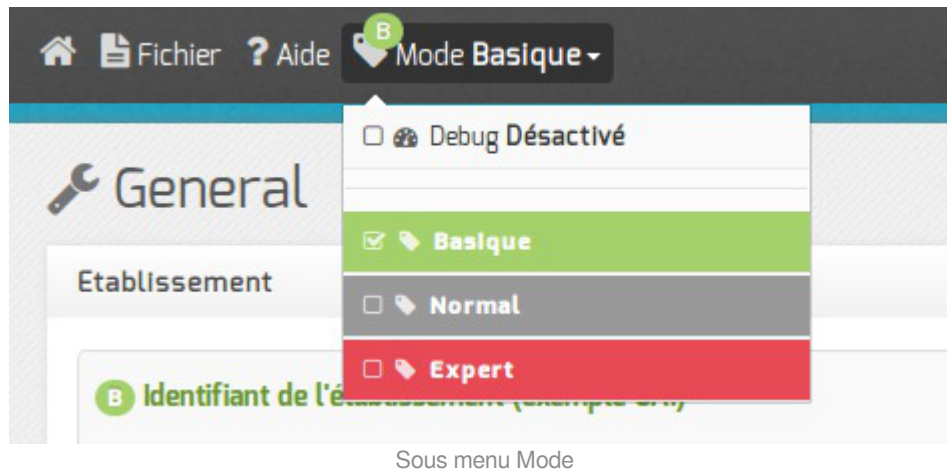 B
Fichier ? Aide Mode Basique
Debug Désactivé
General
Basique
Etablissement
Normal
Expert
B Identifiant de l'é
Sous menu Mode